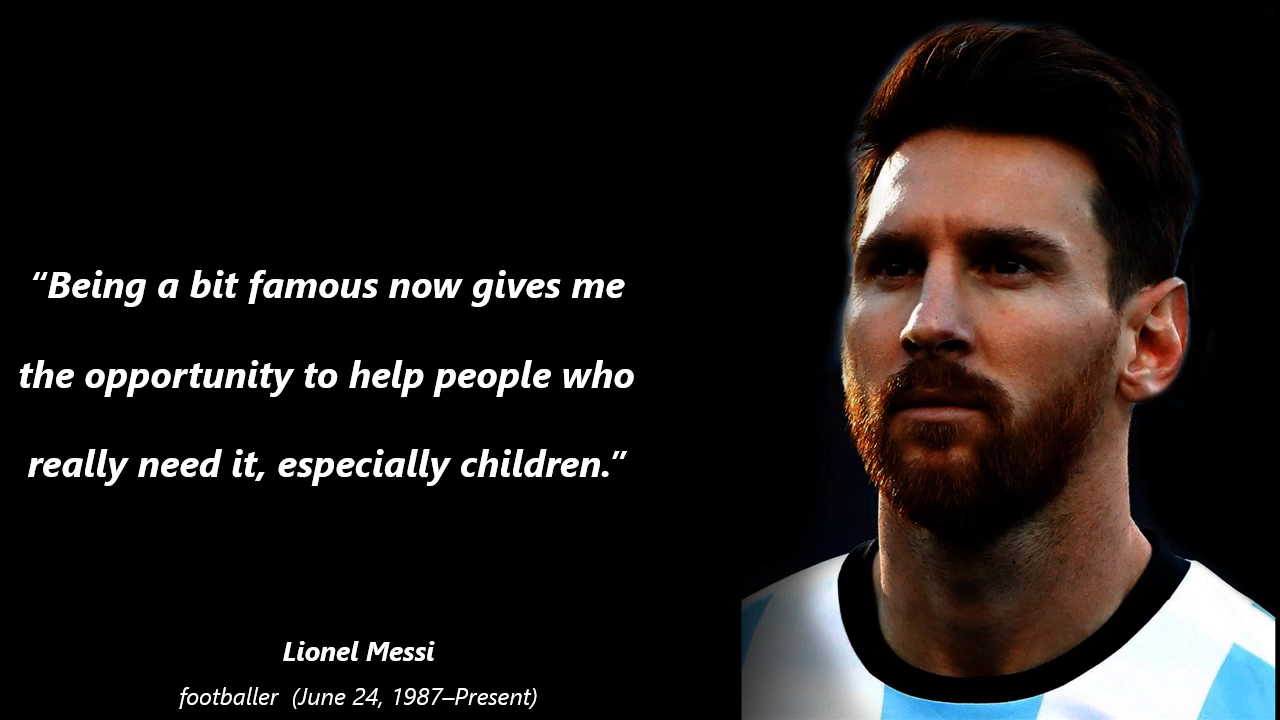 “Being a bit famous now gives me
the opportunity to help people who
really need it, especially children.”
Lionel Messi
footballer  (June 24, 1987–Present)